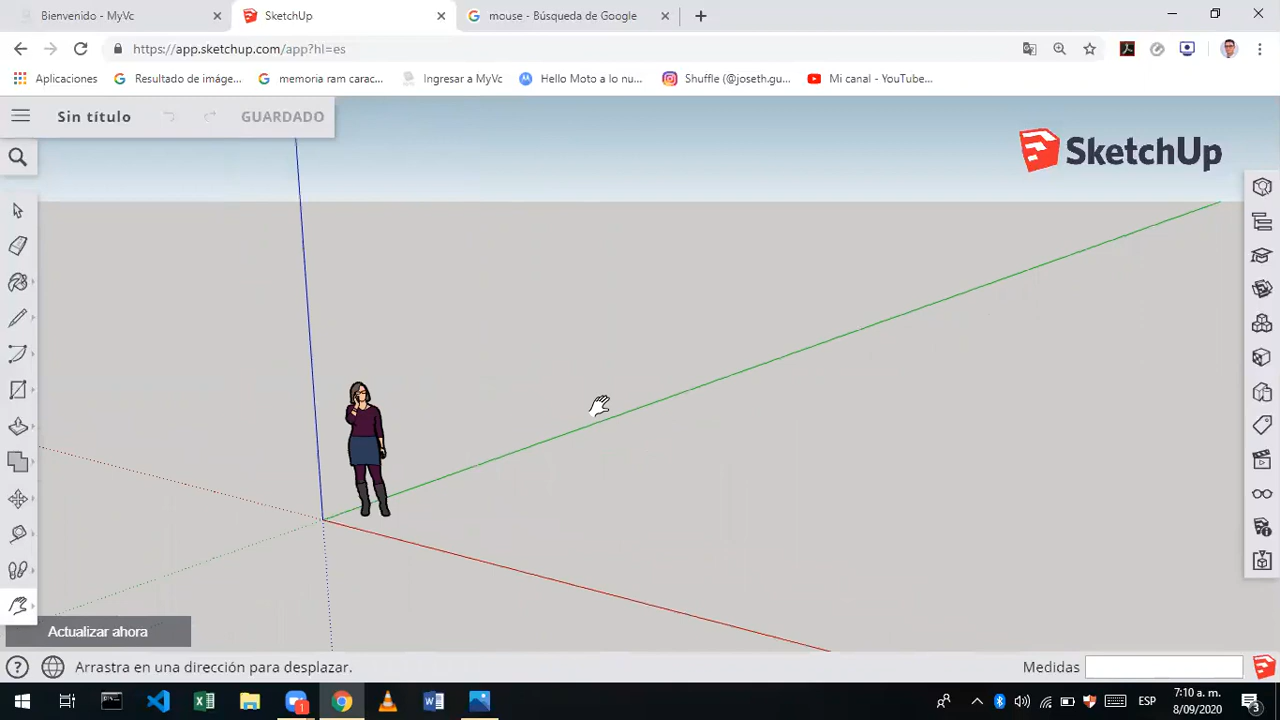 Bienvenido - MyVc
SketchUp
mouse - Búsqueda de Google
https://app.sketchup.com/app?hl=es
Aplicaciones
Resultado de imáge...
memoria ram carac...
Ingresar a MyVc
Hello Moto a lo nu...
Shuffle (@joseth.gu...
Mi canal - YouTube...
Sin título
GUARDADO
SketchUp
Actualizar ahora
Arrastra en una dirección para desplazar.
Medidas
1
ESP
7:10 a. m.
8/09/2020
3